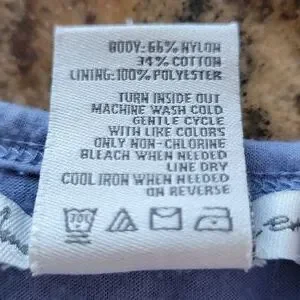 BODY: 66% NYLON
34% COTTON
LINING: 100% POLYESTER
TURN INSIDE OUT
MACHINE WASH COLD
GENTLE CYCLE
WITH LIKE COLORS
ONLY NON-CHLORINE
BLEACH WHEN NEEDED
LINE DRY
COOL IRON WHEN NEEDED
ON REVERSE